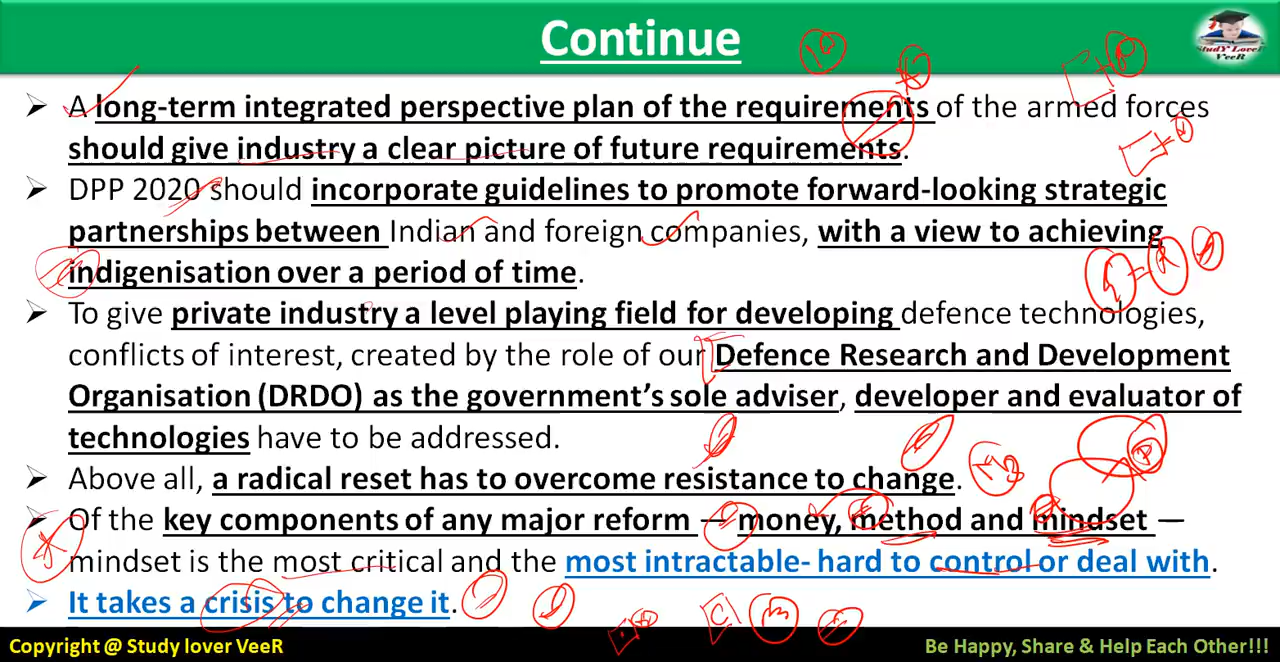 Continue
StudY LoveR
VeeR
➢ A long-term integrated perspective plan of the requirements of the armed forces
should give industry a clear picture of future requirements.
➢ DPP 2020 should incorporate guidelines to promote forward-looking strategic
partnerships between Indian and foreign companies, with a view to achieving
indigenisation over a period of time.
➢ To give private industry a level playing field for developing defence technologies,
conflicts of interest, created by the role of our Defence Research and Development
Organisation (DRDO) as the government’s sole adviser, developer and evaluator of
technologies have to be addressed.
➢ Above all, a radical reset has to overcome resistance to change.
➢ Of the key components of any major reform — money, method and mindset —
mindset is the most critical and the most intractable- hard to control or deal with.
➢ It takes a crisis to change it.
Copyright @ Study lover VeeR
Be Happy, Share & Help Each Other!!!